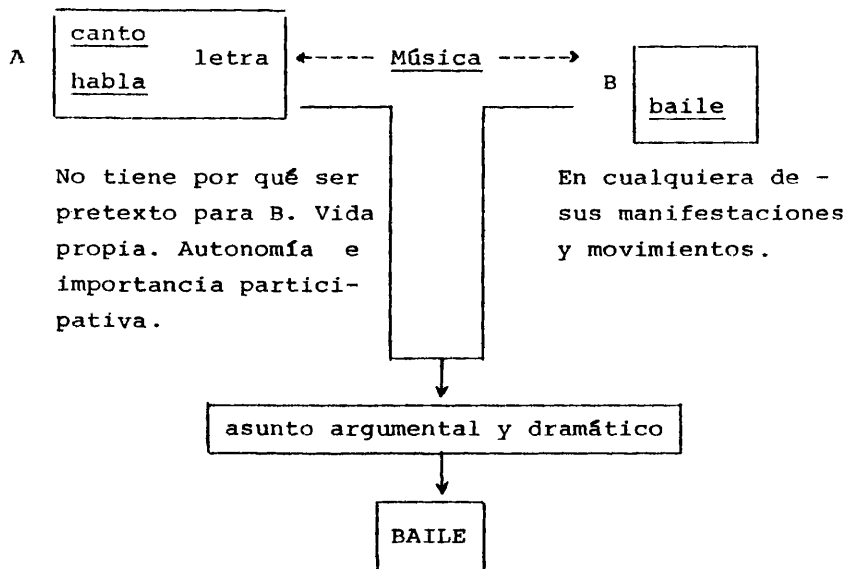 A
canto
letra
habla
Música
B
baile
No tiene por qué ser
pretexto para B. Vida
propia. Autonomía e
importancia partici-
pativa.
En cualquiera de -
sus manifestaciones
y movimientos.
asunto argumental y dramático
BAILE